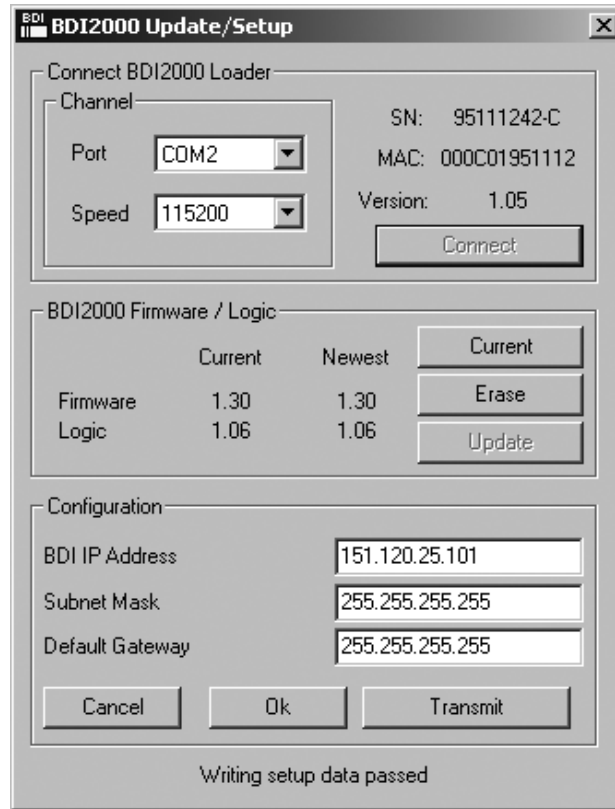 BDI
BDI2000 Update/Setup
Connect BDI2000 Loader
Channel
Port COM2
Speed 115200
SN: 95111242-C
MAC: 000C01951112
Version: 1.05
Connect
BDI2000 Firmware / Logic
Current Newest
Firmware 1.30 1.30
Logic 1.06 1.06
Current
Erase
Update
Configuration
BDI IP Address 151.120.25.101
Subnet Mask 255.255.255.255
Default Gateway 255.255.255.255
Cancel Ok Transmit
Writing setup data passed